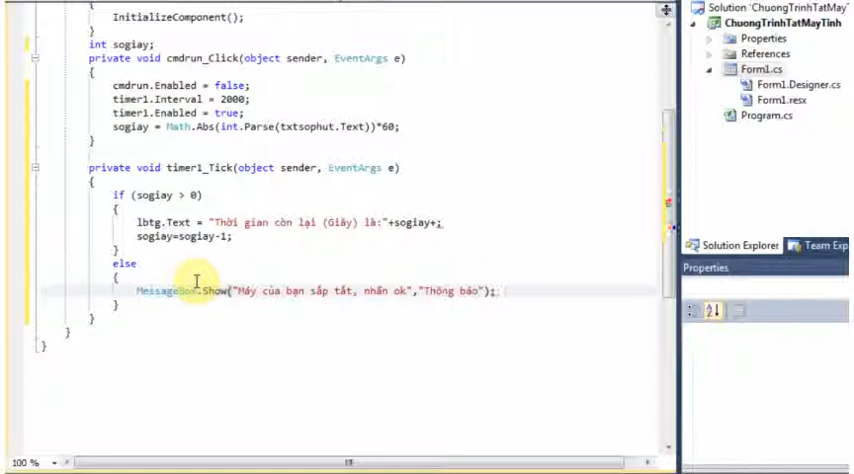 {
InitializeComponent();
}
int sogiay;
private void cmdrun_Click(object sender, EventArgs e)
{
cmdrun.Enabled = false;
timer1.Interval = 2000;
timer1.Enabled = true;
sogiay = Math.Abs(int.Parse(txtsophut.Text))*60;
}
private void timer1_Tick(object sender, EventArgs e)
{
if (sogiay > 0)
{
lbtg.Text = "Thời gian còn lại (Giây) là:"+sogiay+;
sogiay=sogiay-1;
}
else
{
MessageBox.Show("Máy của bạn sắp tắt, nhấn ok","Thông báo");
}
}
}
}
100 %
Solution 'ChuongTrinhTatMayT
ChuongTrinhTatMayTinh
Properties
References
Form1.cs
Form1.Designer.cs
Form1.resx
Program.cs
Solution Explorer
Team Exp
Properties